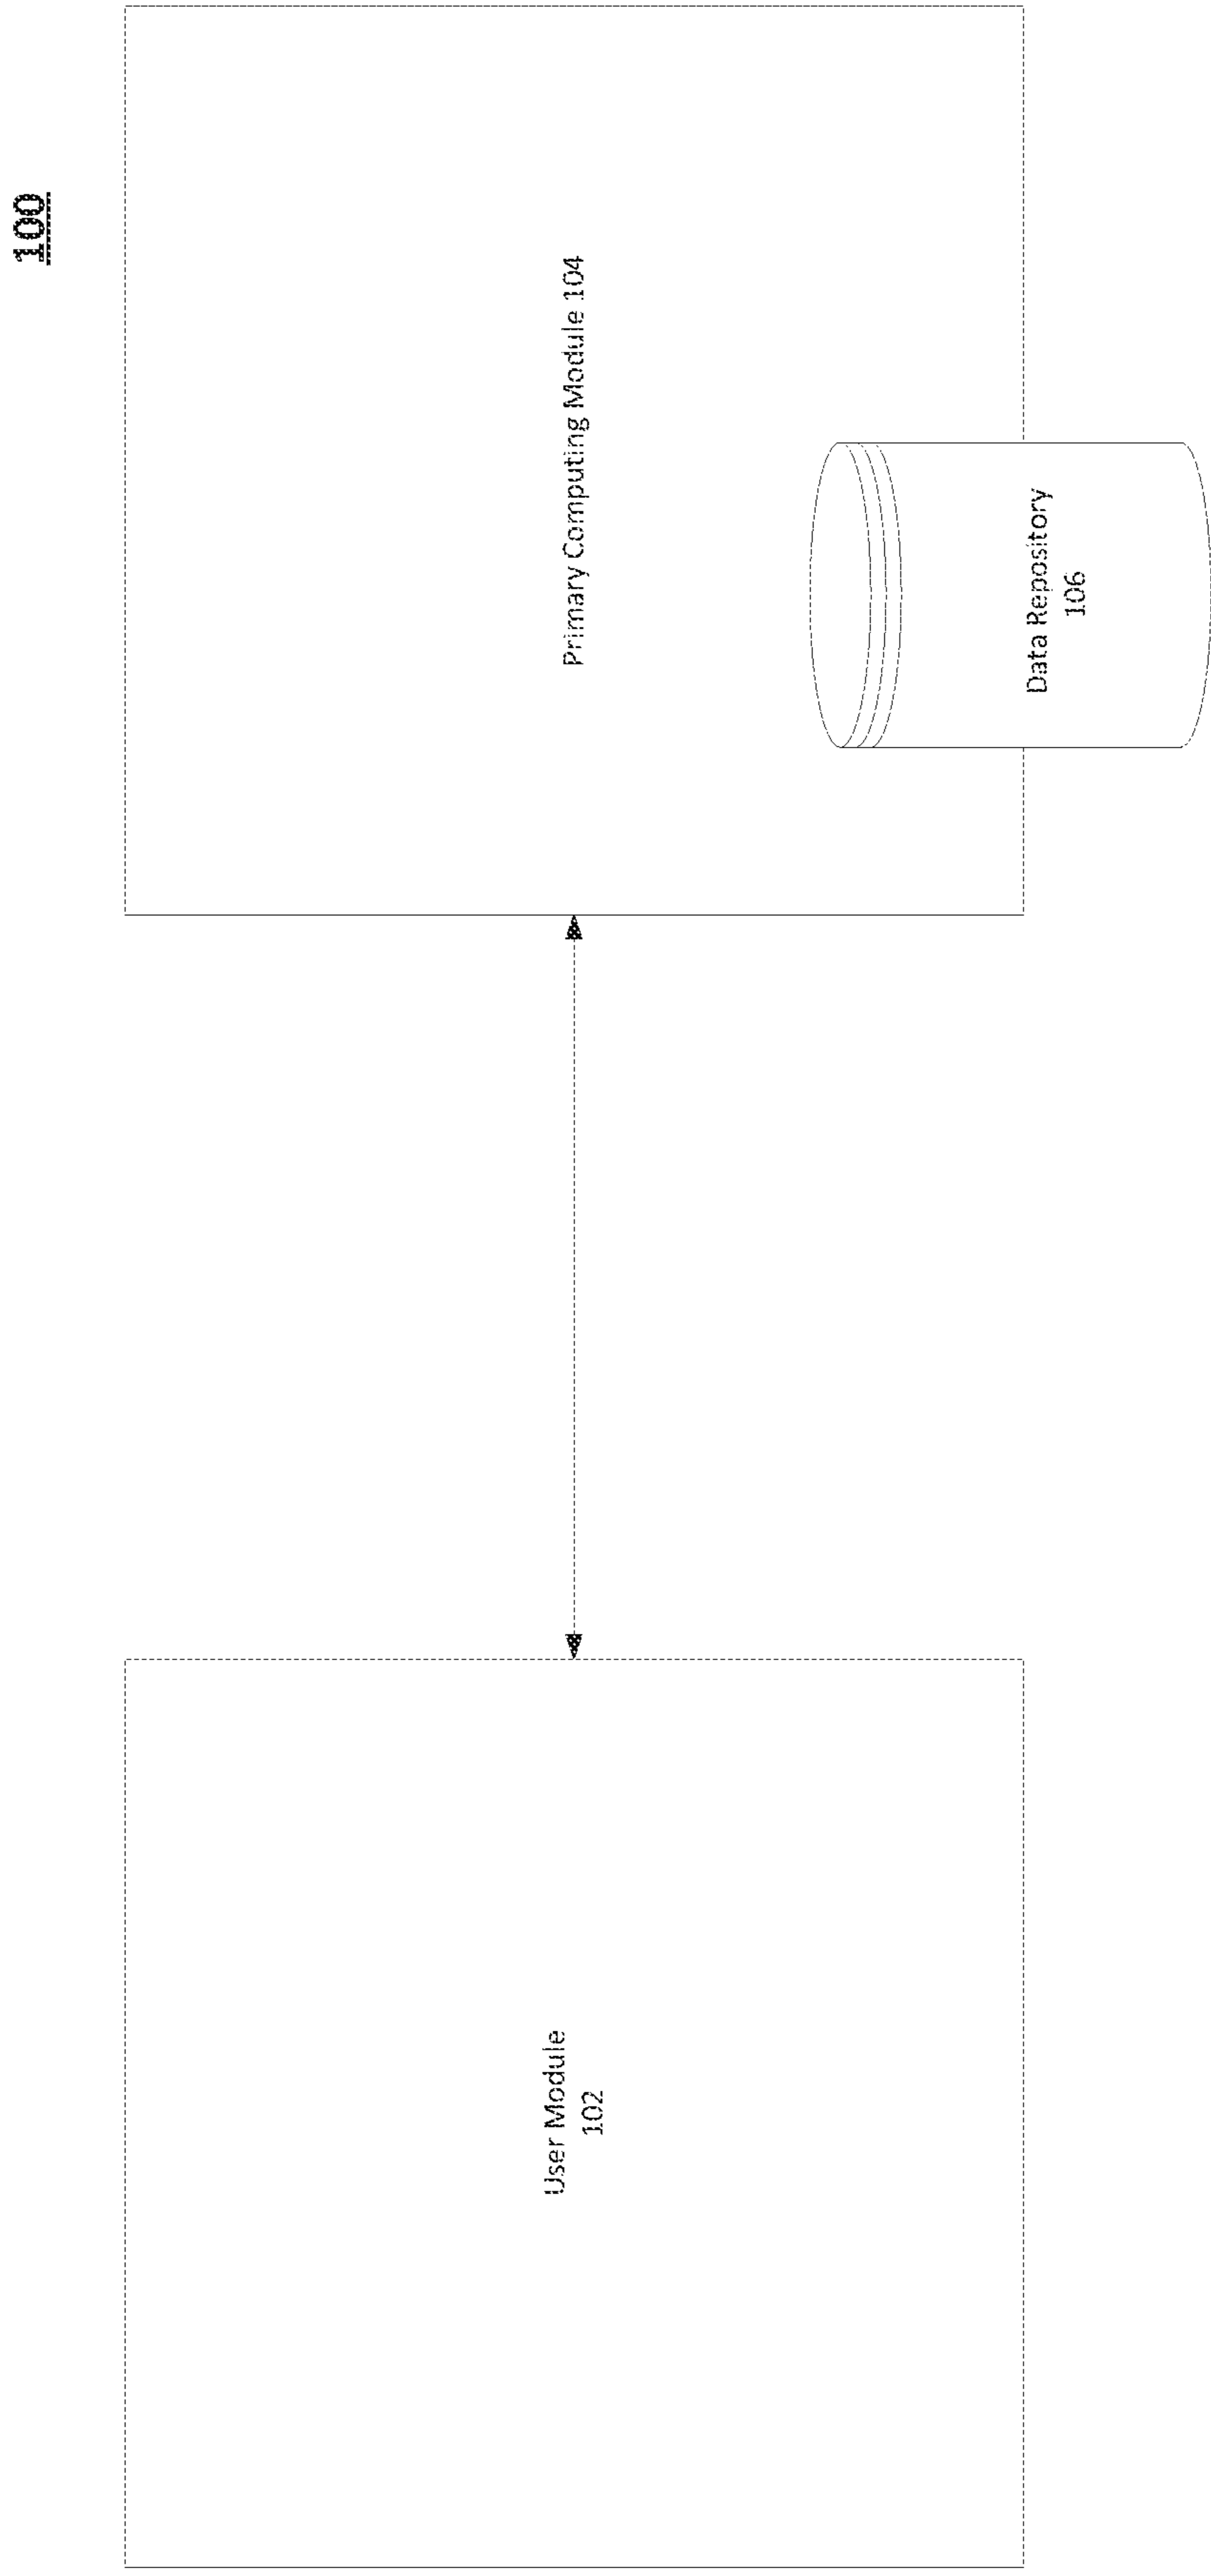 100
User Module
102
Primary Computing Module 104
Data Repository
106